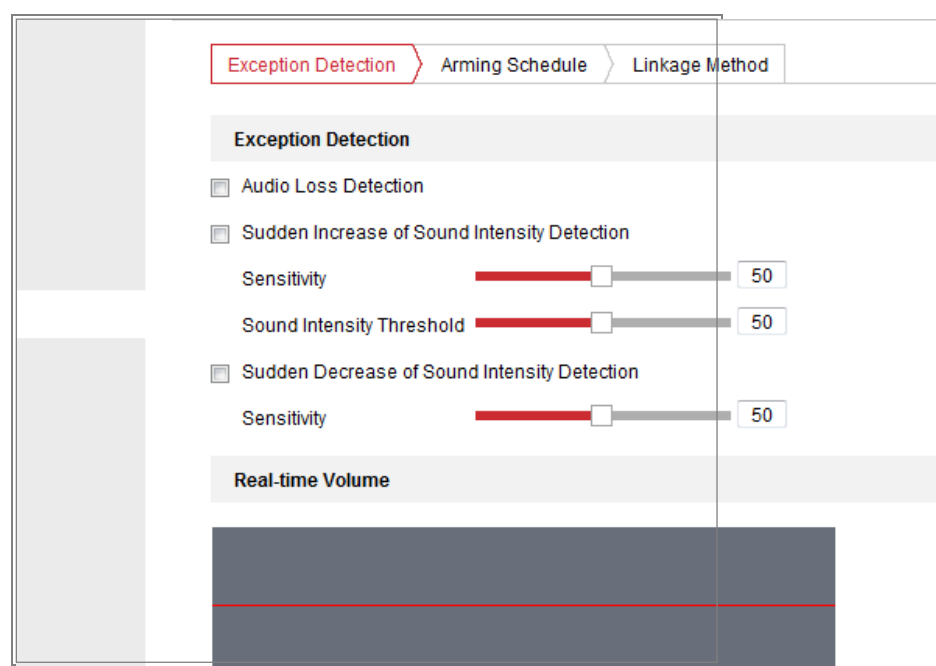 Exception Detection Arming Schedule Linkage Method
Exception Detection
Audio Loss Detection
Sudden Increase of Sound Intensity Detection
Sensitivity 50
Sound Intensity Threshold 50
Sudden Decrease of Sound Intensity Detection
Sensitivity 50
Real-time Volume